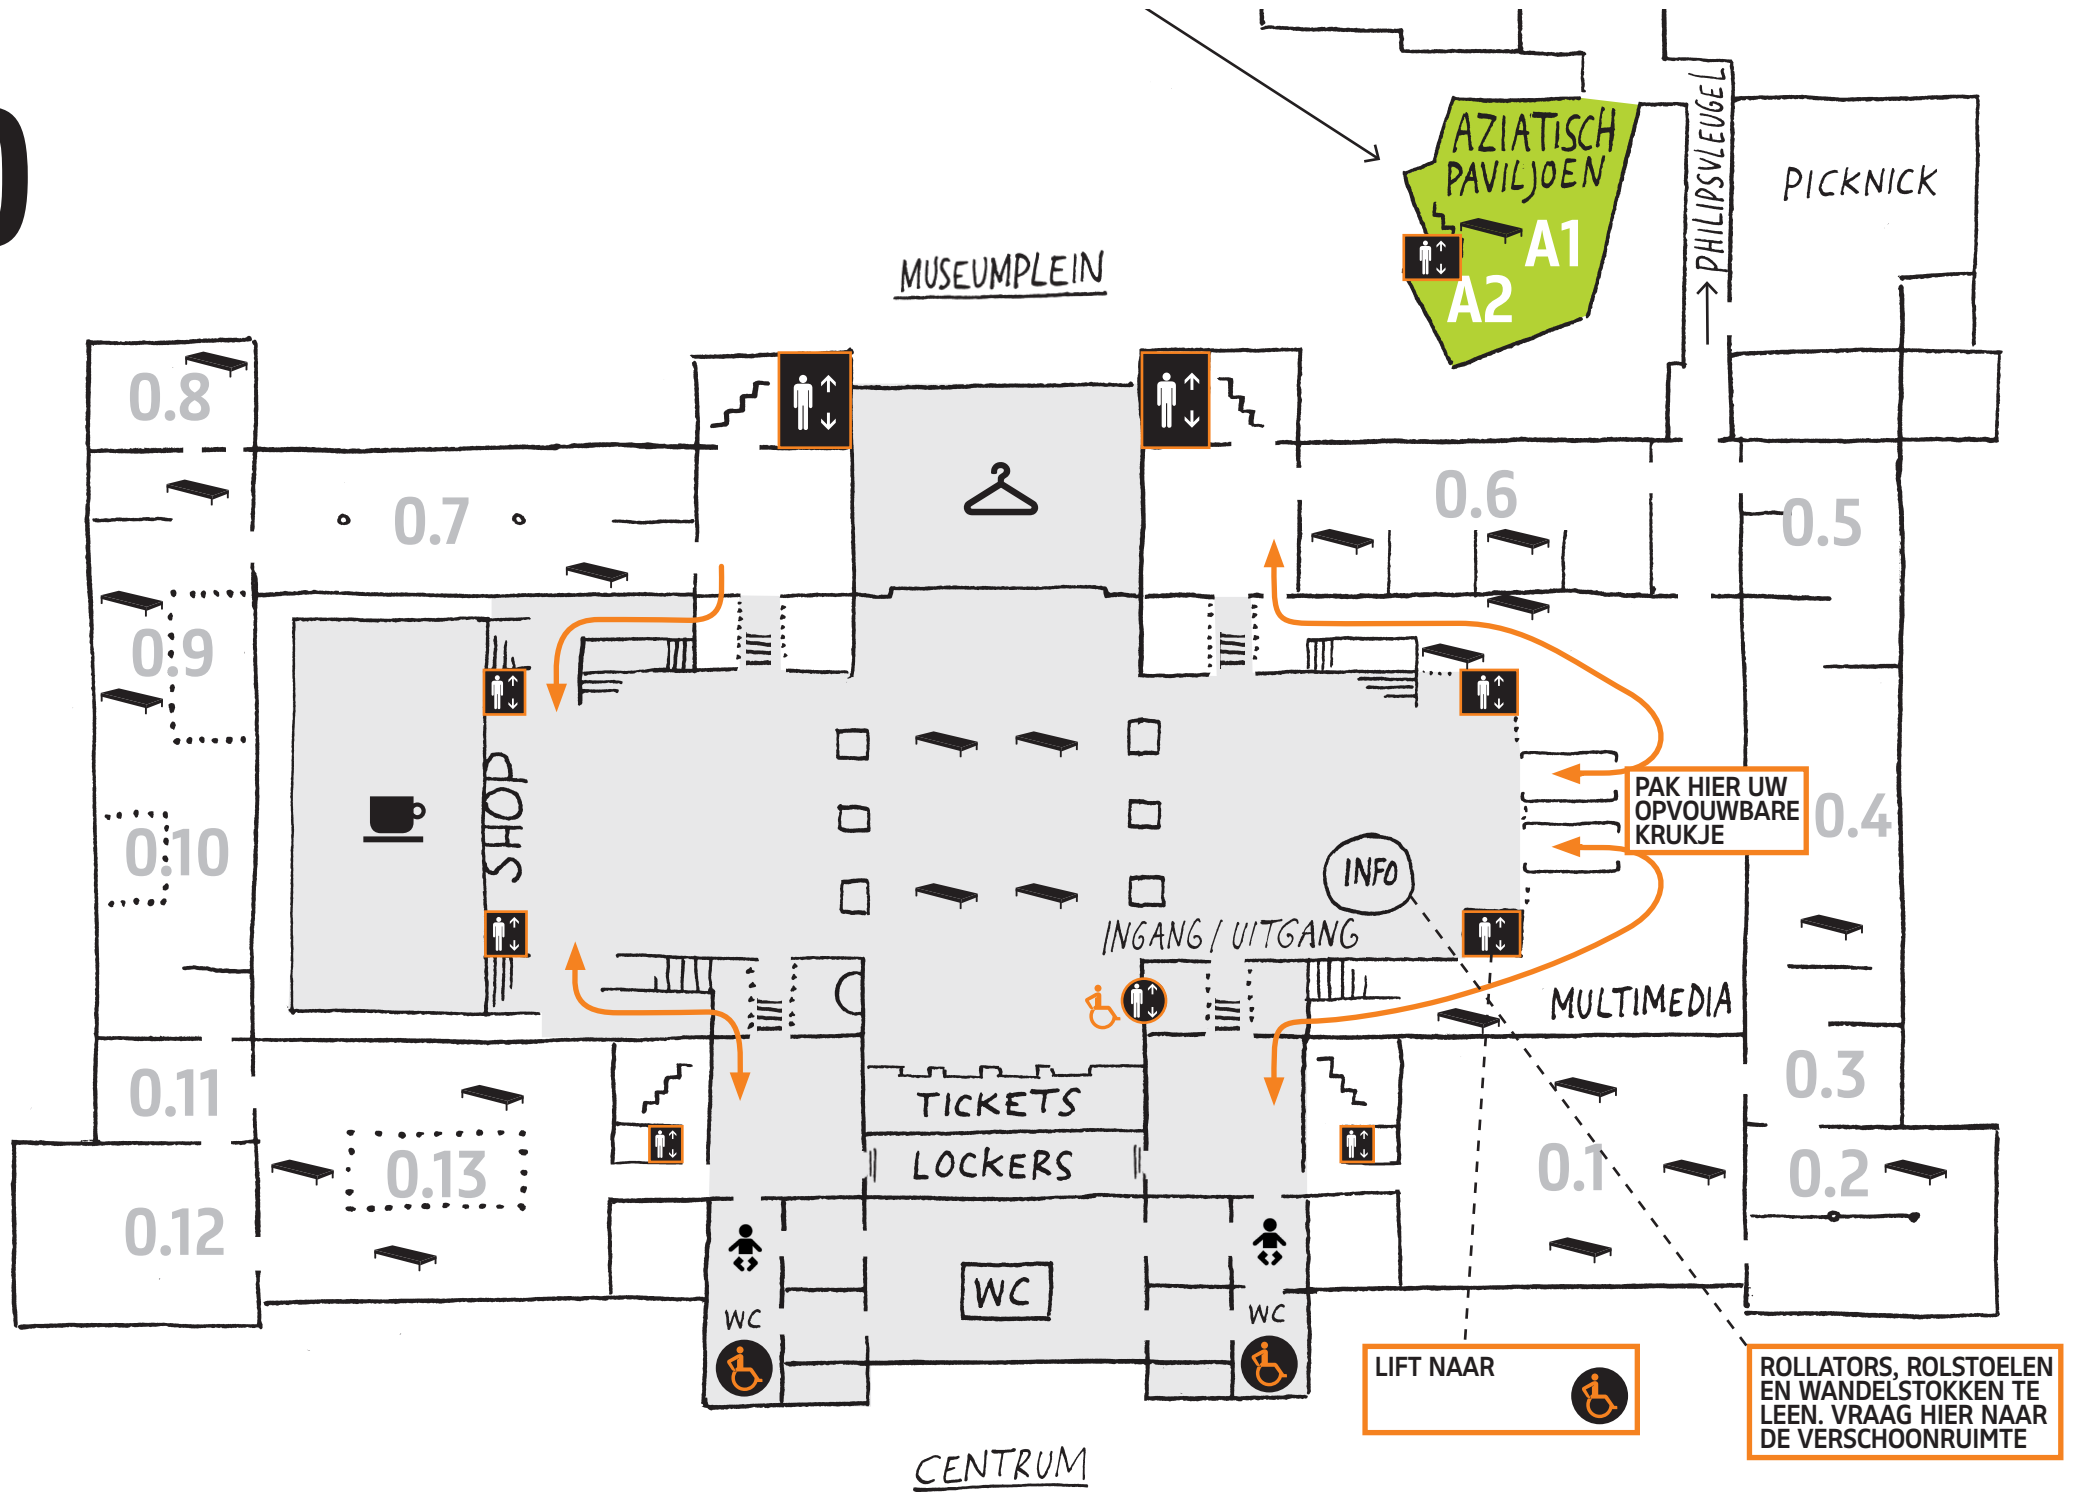 0
AZIATISCH
PAVILJOEN
A1
A2
PHILIPSVLEUGEL
PICKNICK
MUSEUMPLEIN
0.8
0.7
0.6
0.5
0.9
SHOP
0.10
PAK HIER UW
OPVOUWBARE
KRUKJE
0.4
INFO
INGANG / UITGANG
MULTIMEDIA
0.11
TICKETS
0.3
0.13
LOCKERS
0.1
0.2
0.12
WC
WC
WC
LIFT NAAR
ROLLATORS, ROLSTOELEN
EN WANDELSTOKKEN TE
LEEN. VRAAG HIER NAAR
DE VERSCHOONRUIMTE
CENTRUM